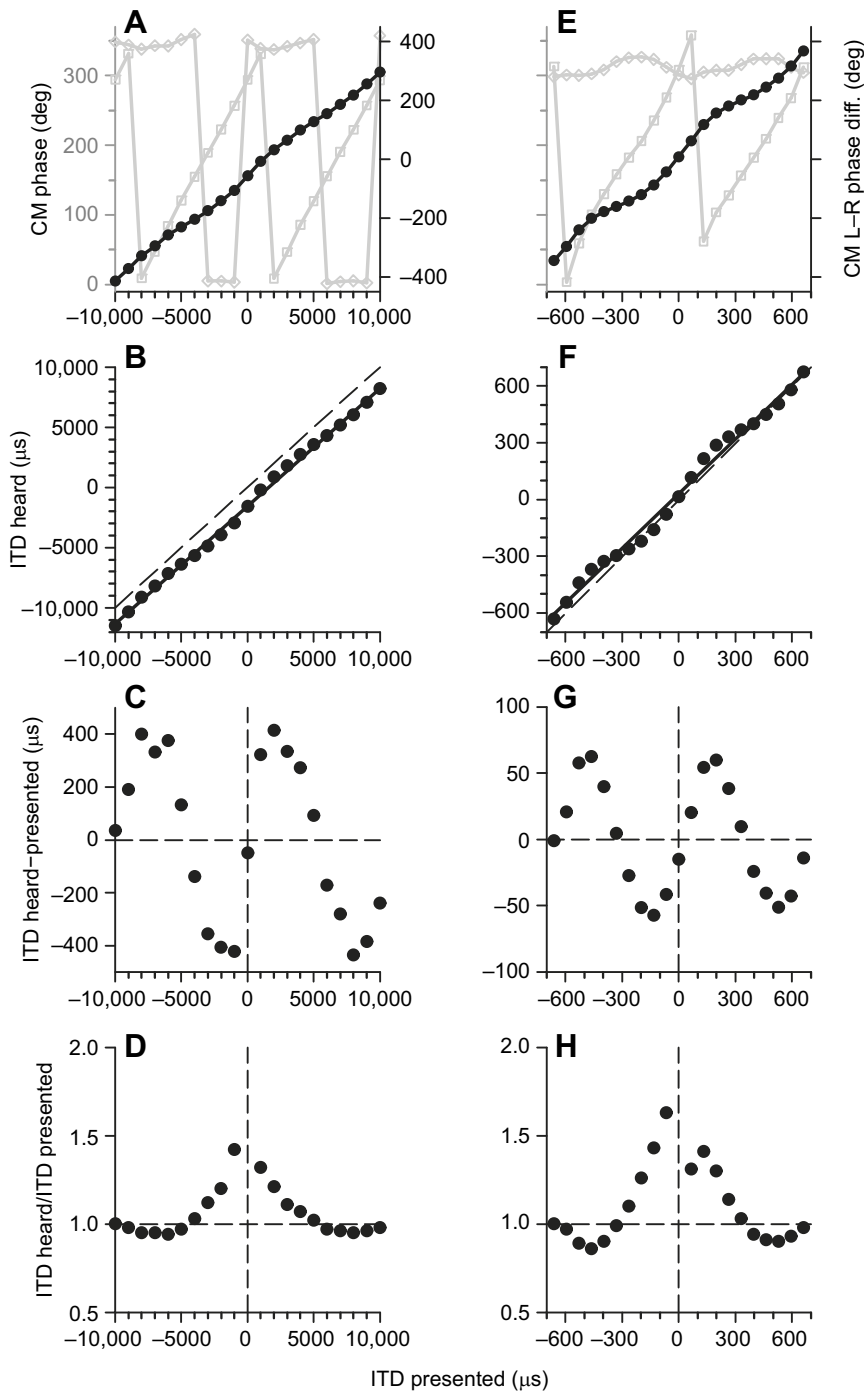 A
E
CM phase (deg)
300
200
100
0
400
200
0
–200
–400
CM L–R phase diff. (deg)
–10,000 –5000 0 5000 10,000
–600 –300 0 300 600
B
F
ITD heard (μs)
10,000
5000
0
–5000
–10,000
–10,000 –5000 0 5000 10,000
600
300
0
–300
–600
–600 –300 0 300 600
C
G
ITD heard–presented (μs)
400
200
0
–200
–400
–10,000 –5000 0 5000 10,000
100
50
0
–50
–100
–600 –300 0 300 600
D
H
ITD heard/ITD presented
2.0
1.5
1.0
0.5
–10,000 –5000 0 5000 10,000
2.0
1.5
1.0
0.5
–600 –300 0 300 600
ITD presented (μs)